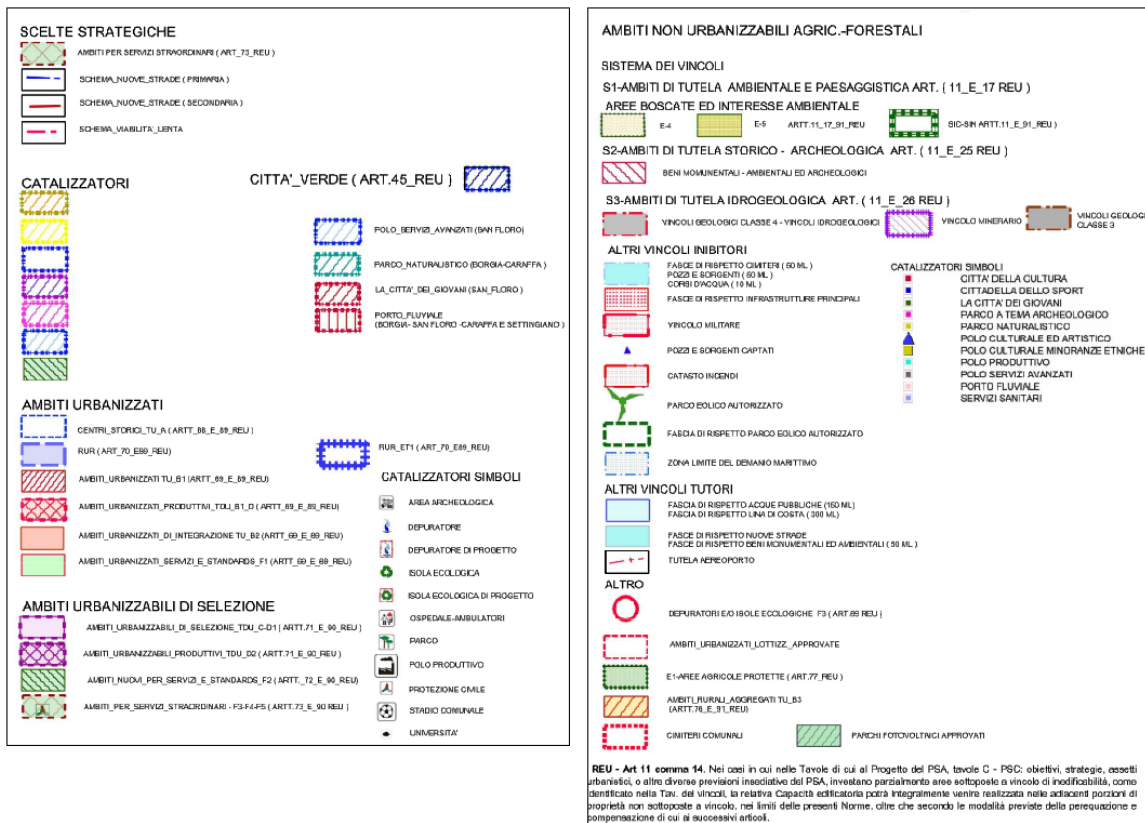 SCELTE STRATEGICHE
AMBITI PER SERVIZI STRAORDINARI ( ART_73_REU )
SCHEMA_NUOVE_STRADE ( PRIMARIA )
SCHEMA_NUOVE_STRADE ( SECONDARIA )
SCHEMA_VIABILITA'_LENTA
CATALIZZATORI
CITTA'_VERDE ( ART.45_REU )
POLO_SERVIZI_AVANZATI (SAN FLORO)
PARCO_NATURALISTICO (BORGIA-CARAFFA )
LA_CITTA'_DEI_GIOVANI (SAN_FLORO )
PORTO_FLUVIALE
(BORGIA- SAN FLORO -CARAFFA E SETTINGIANO )
AMBITI URBANIZZATI
CENTRI_STORICI_TU_A ( ARTT_68_E_89_REU )
RUR ( ART_70_E89_REU)
RUR_ET1 ( ART_70_E89_REU)
AMBITI_URBANIZZATI TU_B1 (ARTT_69_E_89_REU)
AMBITI_URBANIZZATI_PRODUTTIVI_TDU_B1_D ( ARTT_69_E_89_REU)
AMBITI_URBANIZZATI_DI_INTEGRAZIONE TU_B2 (ARTT_69_E_89_REU)
AMBITI_URBANIZZATI_SERVIZI_E_STANDARDS_F1 ( ARTT_69_E_89_REU)
CATALIZZATORI SIMBOLI
AREA ARCHEOLOGICA
DEPURATORE
DEPURATORE DI PROGETTO
ISOLA ECOLOGICA
ISOLA ECOLOGICA DI PROGETTO
OSPEDALE-AMBULATORI
PARCO
POLO PRODUTTIVO
PROTEZIONE CIVILE
STADIO COMUNALE
UNIVERSITA'
AMBITI URBANIZZABILI DI SELEZIONE
AMBITI_URBANIZZABILI_DI_SELEZIONE_TDU_C-D1 ( ARTT.71_E_90_REU )
AMBITI_URBANIZZABILI_PRODUTTIVI_TDU_D2 ( ARTT.71_E_90_REU )
AMBITI_NUOVI_PER_SERVIZI_E_STANDARDS_F2 ( ARTT._72_E_90_REU)
AMBITI_PER_SERVIZI_STRAORDINARI - F3-F4-F5 ( ARTT.73_E_90 REU )
AMBITI NON URBANIZZABILI AGRIC.-FORESTALI
SISTEMA DEI VINCOLI
S1-AMBITI DI TUTELA AMBIENTALE E PAESAGGISTICA ART. ( 11_E_17 REU )
AREE BOSCATE ED INTERESSE AMBIENTALE
E-4 E-5 ARTT.11_17_91_REU SIC-SIN ARTT.11_E_91_REU )
S2-AMBITI DI TUTELA STORICO - ARCHEOLOGICA ART. ( 11_E_25 REU )
BENI MOMUNENTALI - AMBIENTALI ED ARCHEOLOGICI
S3-AMBITI DI TUTELA IDROGEOLOGICA ART. ( 11_E_26 REU )
VINCOLI GEOLOGICI CLASSE 4 - VINCOLI IDROGEOLOGICI VINCOLO MINERARIO VINCOLI GEOLOGI
CLASSE 3
ALTRI VINCOLI INIBITORI
FASCE DI RISPETTO CIMITERI ( 50 ML )
POZZI E SORGENTI ( 50 ML )
CORSI D'ACQUA ( 10 ML )
FASCE DI RISPETTO INFRASTRUTTURE PRINCIPALI
VINCOLO MILITARE
POZZI E SORGENTI CAPTATI
CATASTO INCENDI
PARCO EOLICO AUTORIZZATO
FASCIA DI RISPETTO PARCO EOLICO AUTORIZZATO
ZONA LIMITE DEL DEMANIO MARITTIMO
CATALIZZATORI SIMBOLI
CITTA' DELLA CULTURA
CITTADELLA DELLO SPORT
LA CITTA' DEI GIOVANI
PARCO A TEMA ARCHEOLOGICO
PARCO NATURALISTICO
POLO CULTURALE ED ARTISTICO
POLO CULTURALE MINORANZE ETNICHE
POLO PRODUTTIVO
POLO SERVIZI AVANZATI
PORTO FLUVIALE
SERVIZI SANITARI
ALTRI VINCOLI TUTORI
FASCIA DI RISPETTO ACQUE PUBBLICHE (150 ML)
FASCIA DI RISPETTO LINA DI COSTA ( 300 ML)
FASCE DI RISPETTO NUOVE STRADE
FASCE DI RISPETTO BENI MONUMENTALI ED AMBIENTALI ( 50 ML )
TUTELA AEREOPORTO
ALTRO
DEPURATORI E/O ISOLE ECOLOGICHE F3 ( ART.69 REU )
AMBITI_URBANIZZATI_LOTTIZZ_APPROVATE
E1-AREE AGRICOLE PROTETTE ( ART.77_REU )
AMBITI_RURALI_AGGREGATI TU_B3
(ARTT.76_E_91_REU)
CIMITERI COMUNALI
PARCHI FOTOVOLTAICI APPROVATI
REU - Art 11 comma 14. Nei casi in cui nelle Tavole di cui al Progetto del PSA, tavole C - PSC: obiettivi, strategie, assetti
urbanistici, o altre diverse previsioni insediative del PSA, investano parzialmente aree sottoposte a vincolo di inedificabilità, come
identificato nella Tav. dei vincoli, la relativa Capacità edificatoria potrà integralmente venire realizzata nelle adiacenti porzioni di
proprietà non sottoposte a vincolo, nei limiti delle presenti Norme, oltre che secondo le modalità previste della perequazione e
compensazione di cui ai successivi articoli.